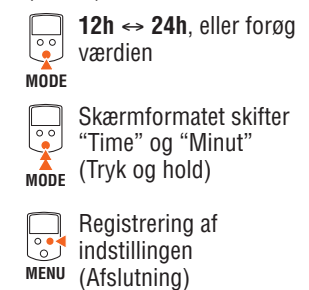 12h ↔ 24h, eller forøg
værdien
MODE
Skærmformatet skifter
“Time” og “Minut”
(Tryk og hold)
MODE
Registrering af
indstillingen
(Afslutning)
MENU